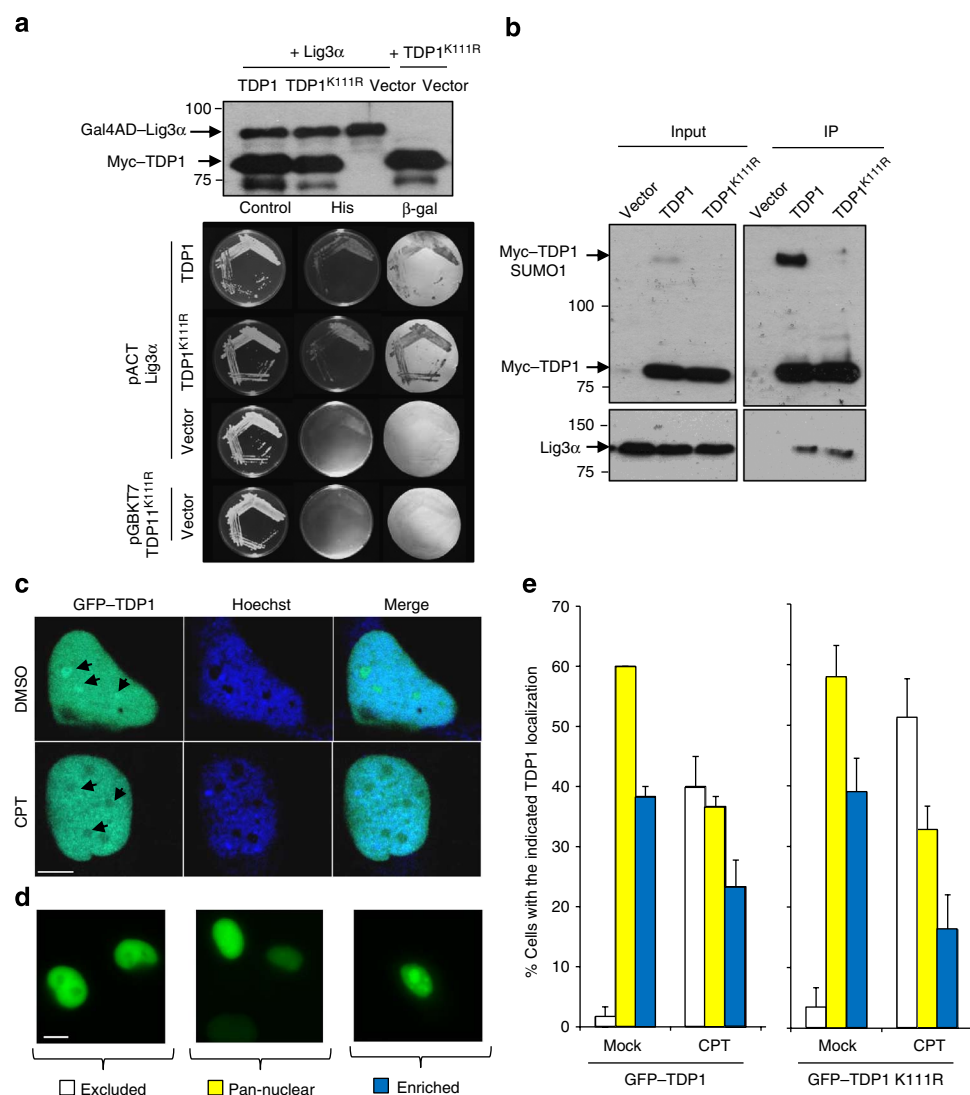 a
+ Lig3α + TDP1K111R
TDP1 TDP1K111R Vector Vector
100
Gal4AD–Lig3α
Myc–TDP1
75
Control His β-gal
TDP1
TDP1K111R
Vector
pACT
Lig3α
Vector
pGBKT7
TDP11K111R
b
Input IP
Vector TDP1 TDP1K111R Vector TDP1 TDP1K111R
Myc–TDP1
SUMO1
100
Myc–TDP1
75
150
Lig3α
75
c
GFP–TDP1 Hoechst Merge
DMSO
CPT
d
Excluded Pan-nuclear Enriched
e
% Cells with the indicated TDP1 localization
70
60
50
40
30
20
10
0
Mock CPT Mock CPT
GFP–TDP1 GFP–TDP1 K111R